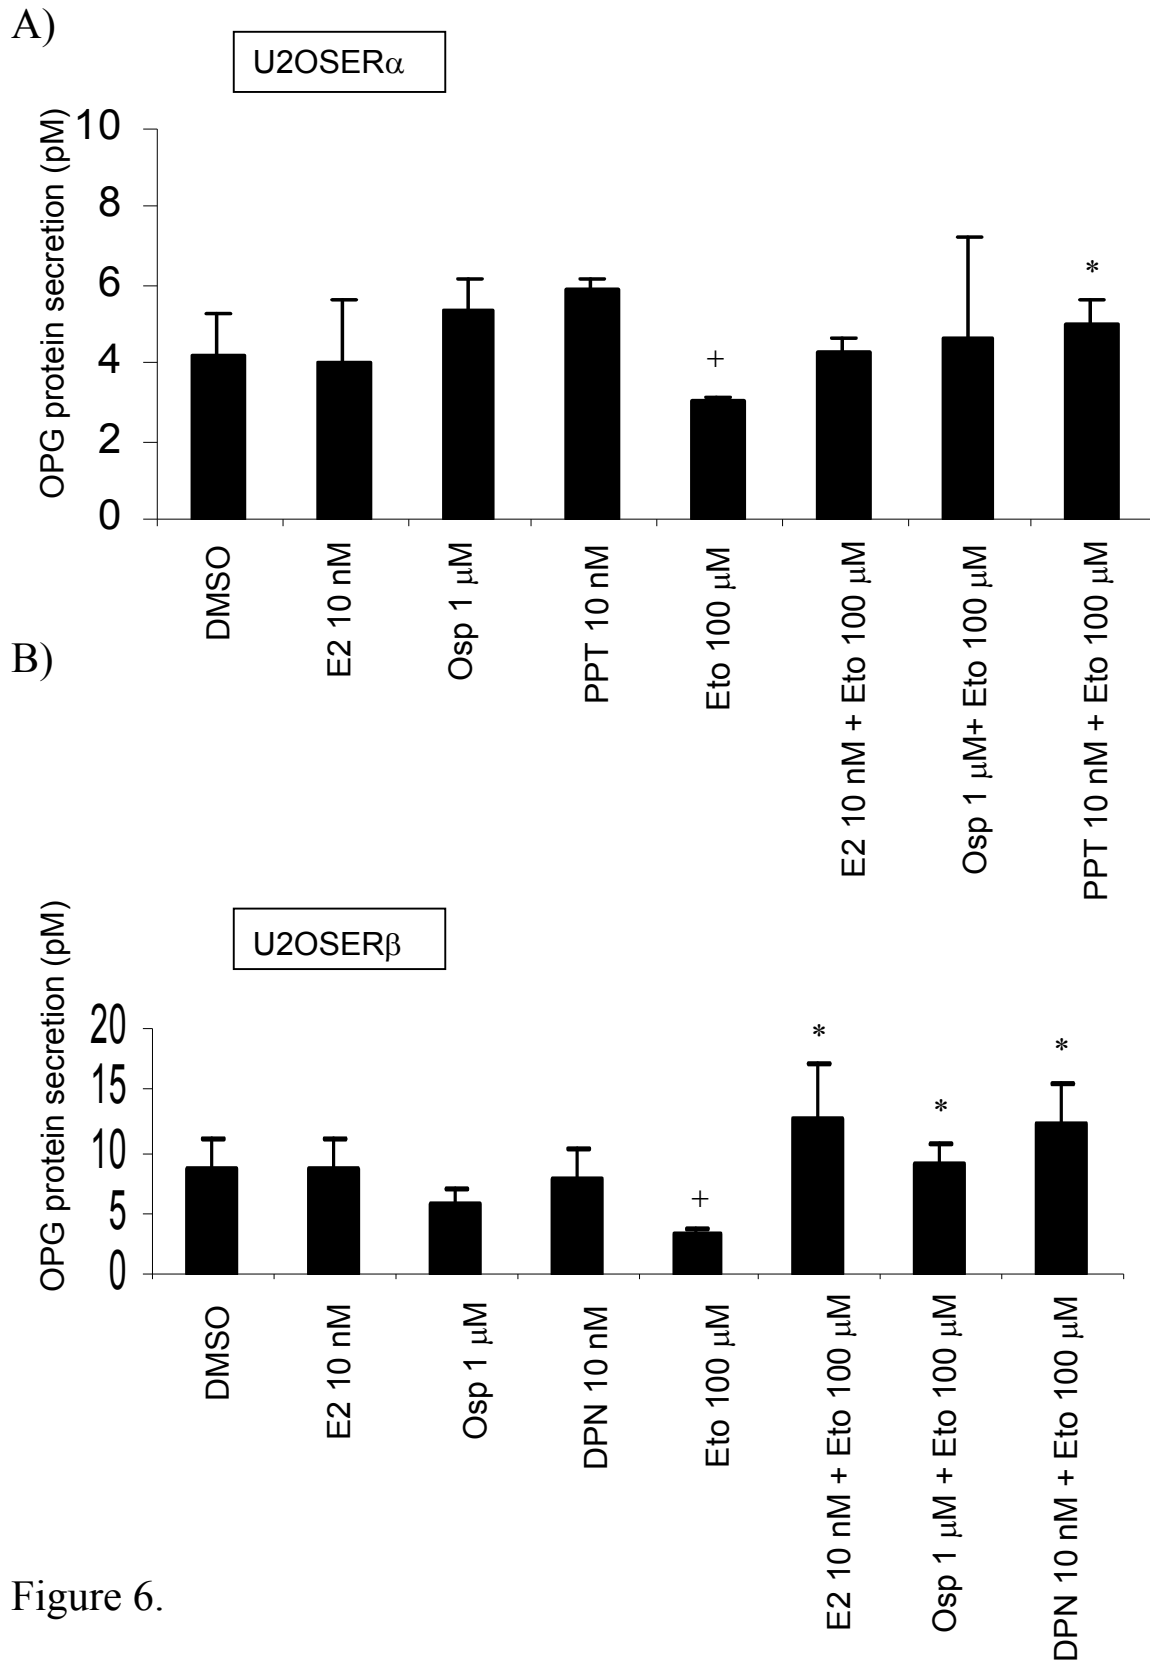 A)
U2OSERα
OPG protein secretion (pM)
10
8
6
4
2
0
+
*
DMSO
E2 10 nM
Osp 1 μM
PPT 10 nM
Eto 100 μM
E2 10 nM + Eto 100 μM
Osp 1 μM+ Eto 100 μM
PPT 10 nM + Eto 100 μM
B)
U2OSERβ
OPG protein secretion (pM)
20
15
10
5
0
+
*
*
*
DMSO
E2 10 nM
Osp 1 μM
DPN 10 nM
Eto 100 μM
E2 10 nM + Eto 100 μM
Osp 1 μM + Eto 100 μM
DPN 10 nM + Eto 100 μM
Figure 6.